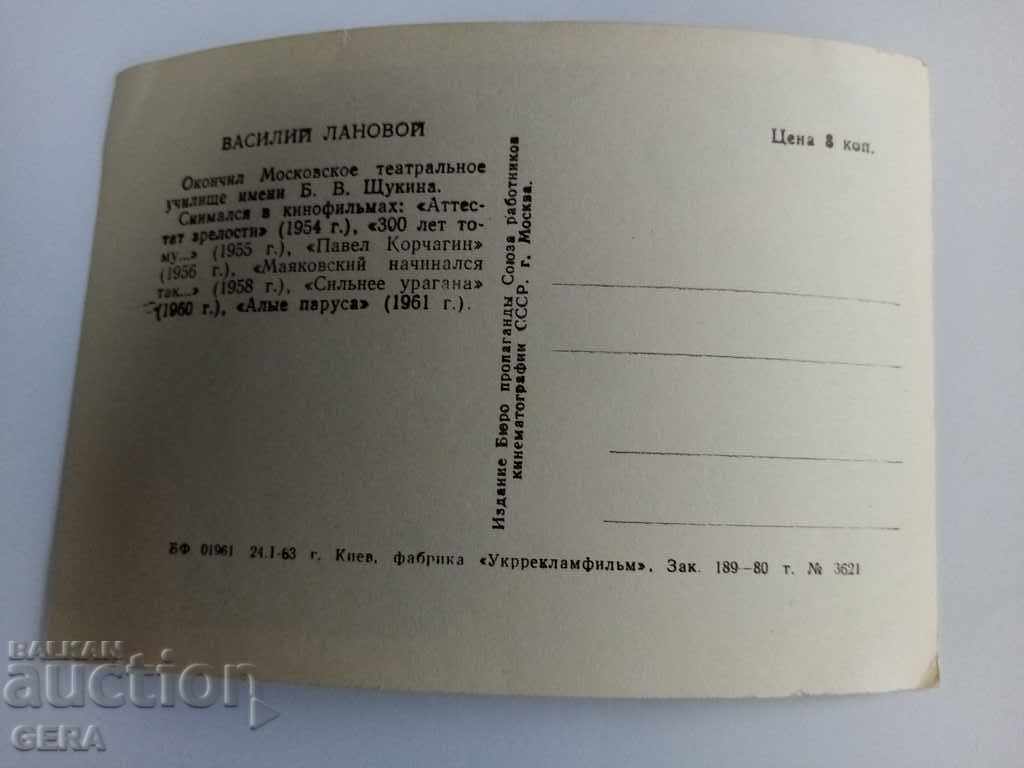 ВАСИЛИЙ ЛАНОВОЙ
Окончил Московское театральное
училище имени Б. В. Щукина.
Снимался в кинофильмах: «Аттес-
тат зрелости» (1954 г.), «300 лет то-
му...» (1955 г.), «Павел Корчагин»
(1956 г.), «Маяковский начинался
так...» (1958 г.), «Сильнее урагана»
(1960 г.), «Алые паруса» (1961 г.).
Издание Бюро пропаганды Союза работников
кинематографии СССР. г. Москва.
Цена 8 коп.
БФ 01961 24.I-63 г. Киев, фабрика «Укррекламфильм», Зак. 189—80 т. № 3621
BALKAN
auction
GERA